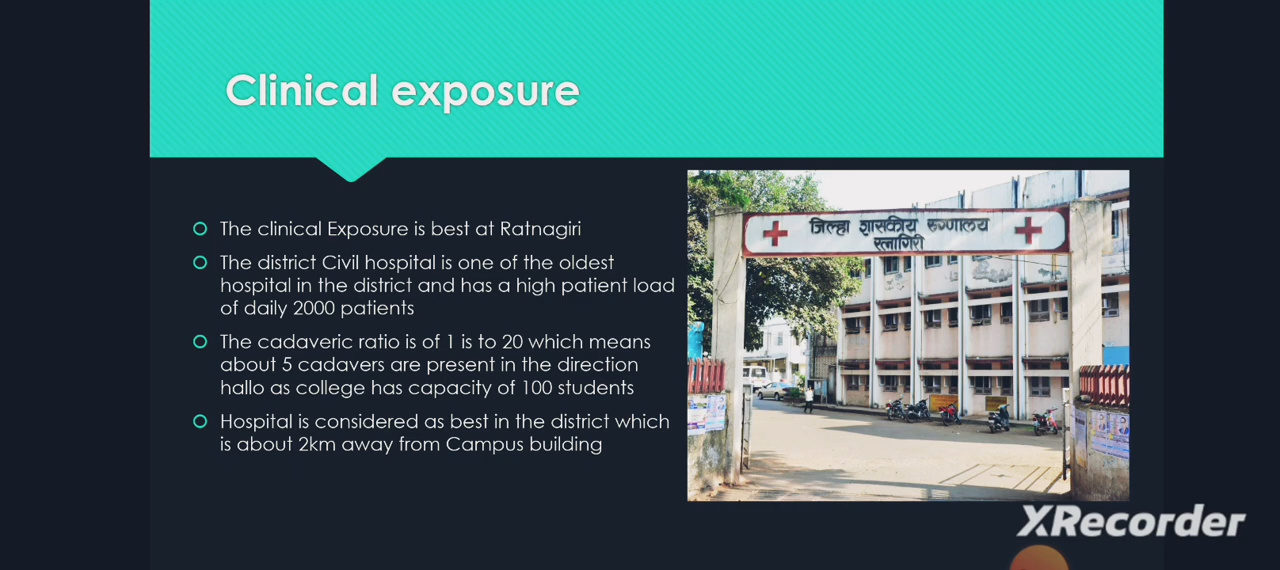 Clinical exposure
The clinical Exposure is best at Ratnagiri
The district Civil hospital is one of the oldest
hospital in the district and has a high patient load
of daily 2000 patients
The cadaveric ratio is of 1 is to 20 which means
about 5 cadavers are present in the direction
hallo as college has capacity of 100 students
Hospital is considered as best in the district which
is about 2km away from Campus building
जिल्हा शासकीय रुग्णालय
रत्नागिरी
XRecorder